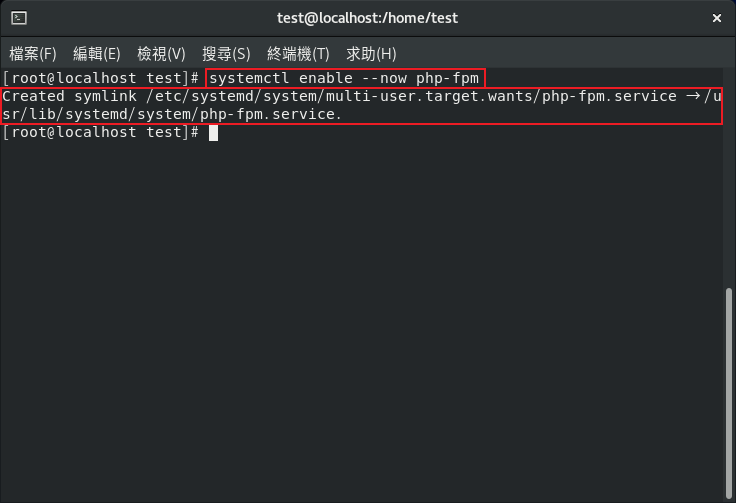 test@localhost:/home/test
檔案(F) 編輯(E) 檢視(V) 搜尋(S) 終端機(T) 求助(H)
[root@localhost test]# systemctl enable --now php-fpm
Created symlink /etc/systemd/system/multi-user.target.wants/php-fpm.service → /u
sr/lib/systemd/system/php-fpm.service.
[root@localhost test]#